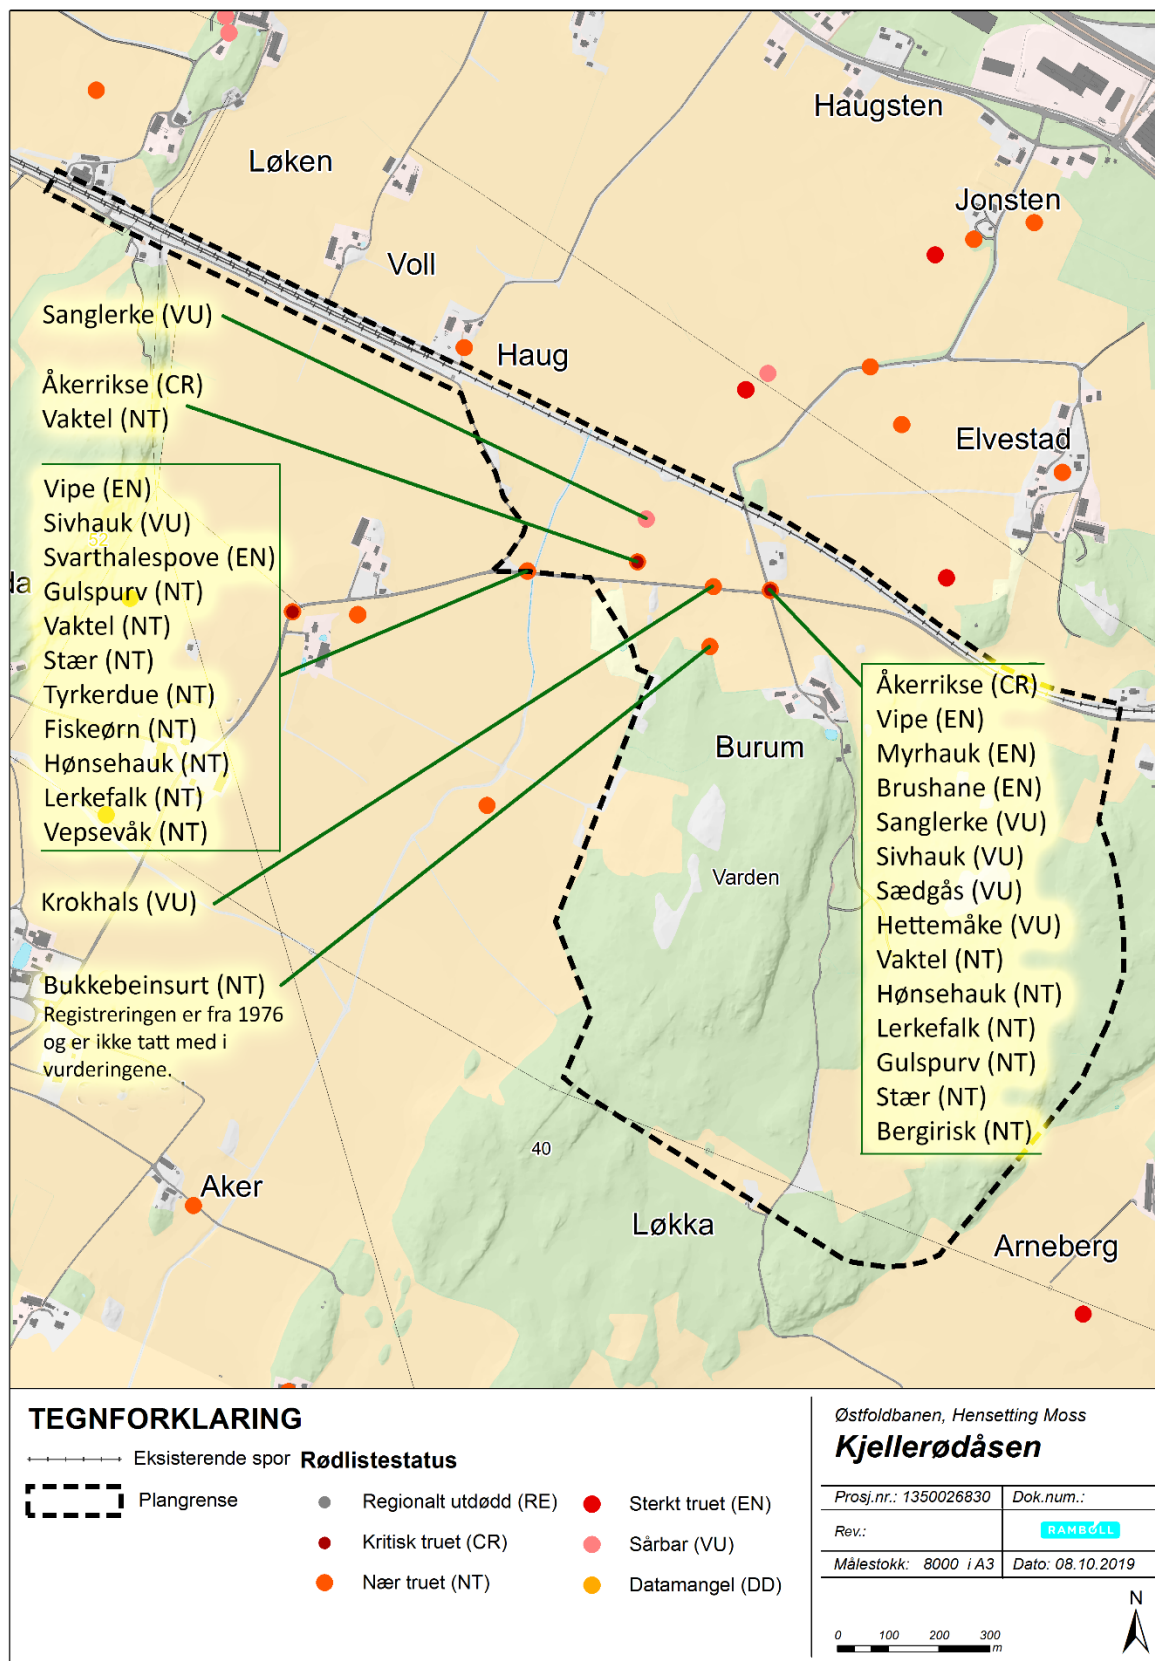 Haugsten
Løken
Jonsten
Voll
Sanglerke (VU)
Haug
Åkerrikse (CR)
Vaktel (NT)
Elvestad
Vipe (EN)
Sivhauk (VU)
52
Svarthalespove (EN)
da
Gulspurv (NT)
Vaktel (NT)
Stær (NT)
Tyrkerdue (NT)
Fiskeørn (NT)
Hønsehauk (NT)
Lerkefalk (NT)
Vepsevåk (NT)
Burum
Varden
Åkerrikse (CR)
Vipe (EN)
Myrhauk (EN)
Brushane (EN)
Sanglerke (VU)
Sivhauk (VU)
Sædgås (VU)
Hettemåke (VU)
Vaktel (NT)
Hønsehauk (NT)
Lerkefalk (NT)
Gulspurv (NT)
Stær (NT)
Bergirisk (NT)
Krokhals (VU)
Bukkebeinsurt (NT)
Registreringen er fra 1976
og er ikke tatt med i
vurderingene.
40
Aker
Løkka
Arneberg
TEGNFORKLARING
Eksisterende spor
Plangrense
Rødlistestatus
Regionalt utdødd (RE)
Kritisk truet (CR)
Nær truet (NT)
Sterkt truet (EN)
Sårbar (VU)
Datamangel (DD)
Østfoldbanen, Hensetting Moss
Kjellerødåsen
Prosj.nr.: 1350026830
Dok.num.:
Rev.:
RAMBOLL
Målestokk: 8000 i A3
Dato: 08.10.2019
N
0 100 200 300
m